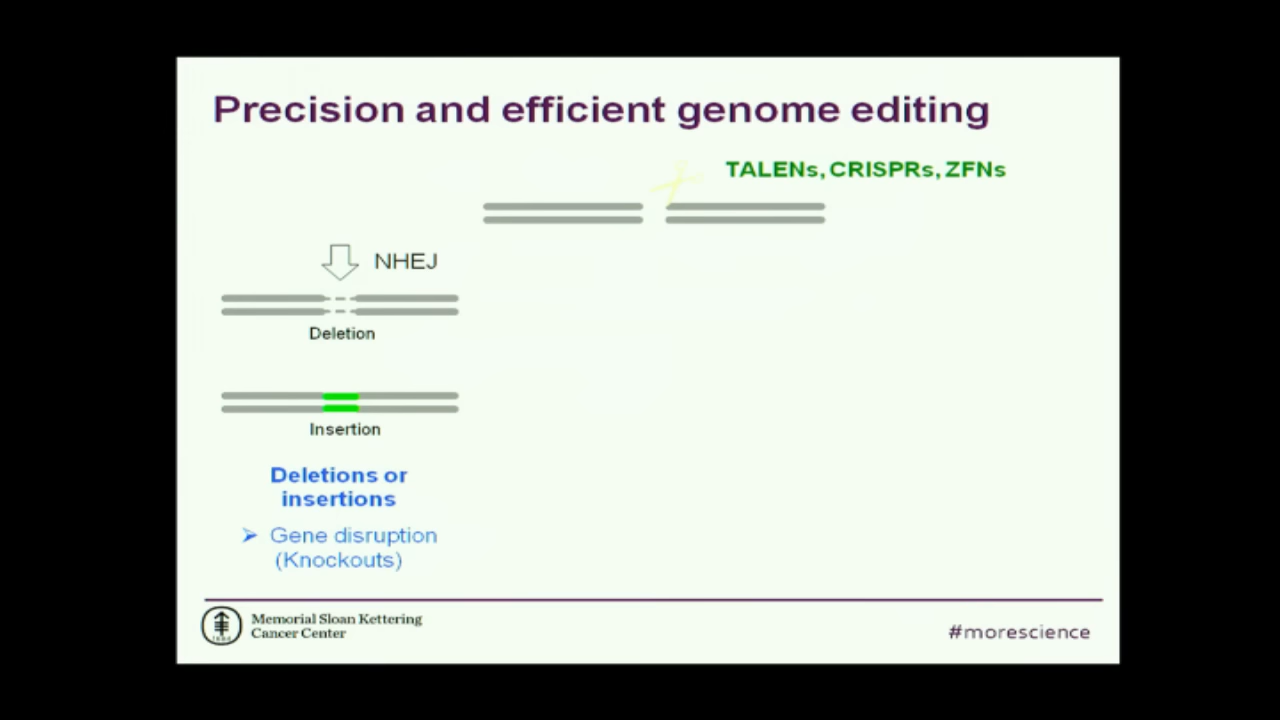 Precision and efficient genome editing
TALENs, CRISPRs, ZFNs
NHEJ
Deletion
Insertion
Deletions or
insertions
➢ Gene disruption
(Knockouts)
Memorial Sloan Kettering
Cancer Center
#morescience